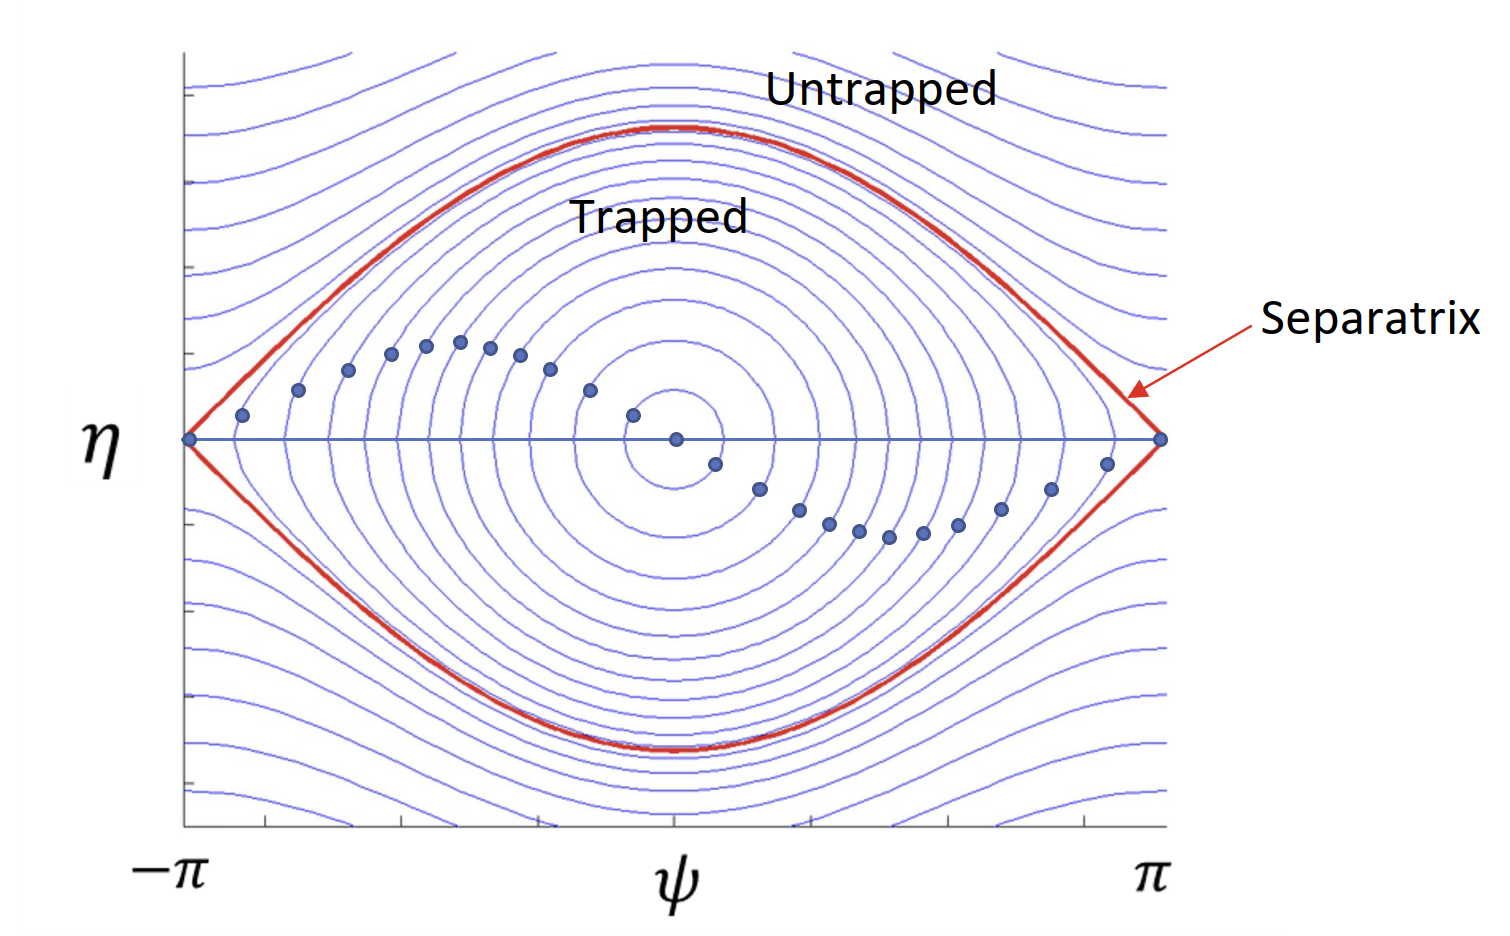 Untrapped
Trapped
Separatrix
η
−π
ψ
π